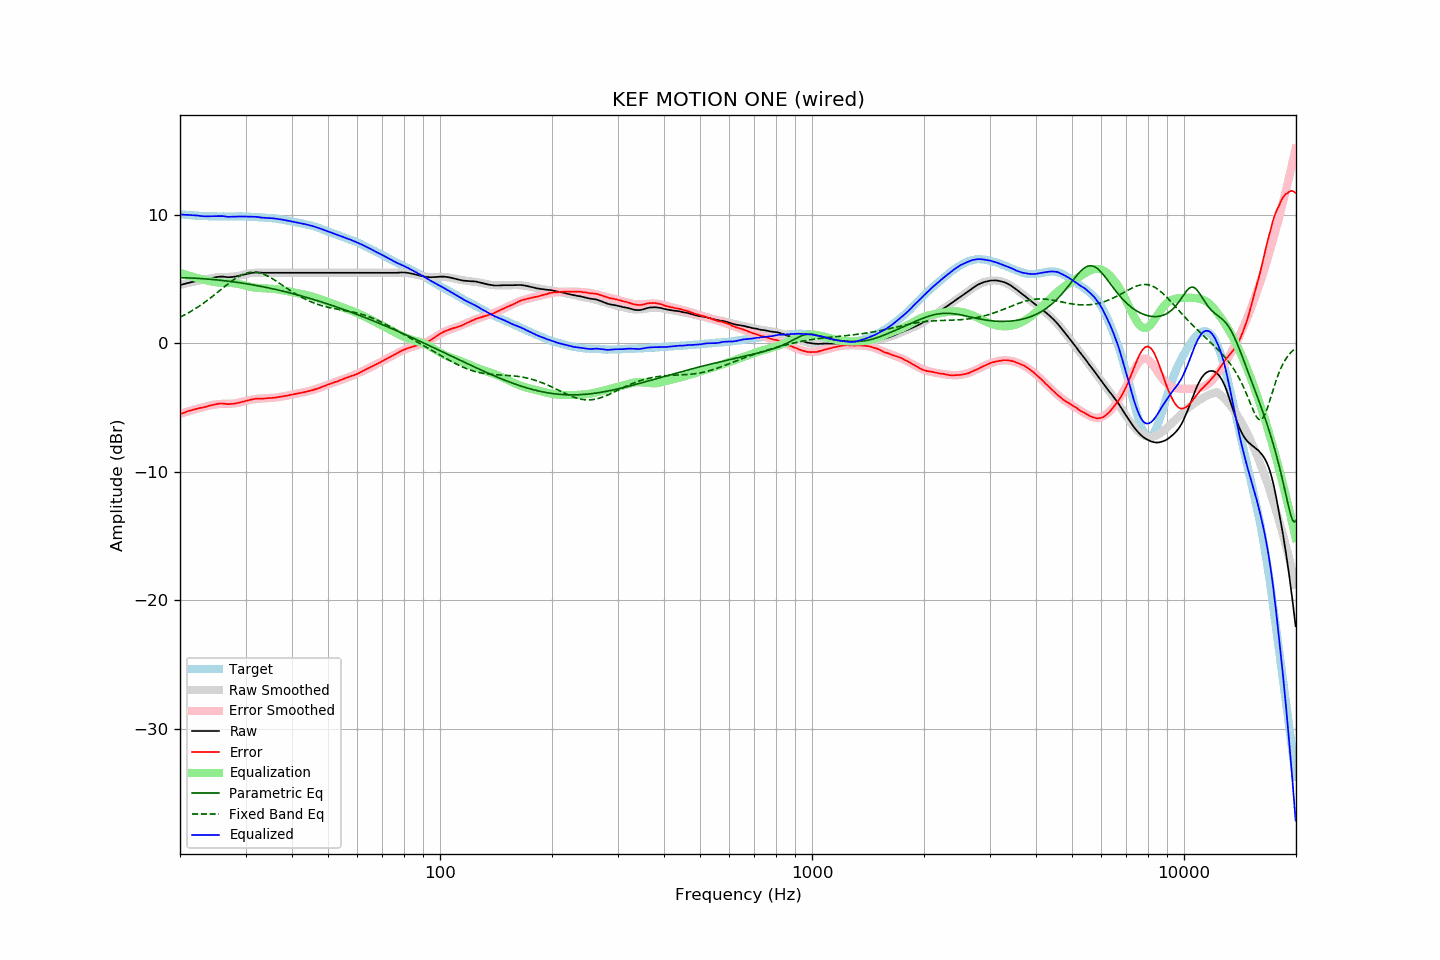 KEF MOTION ONE (wired)
Amplitude (dBr)
10
0
−10
−20
−30
Target
Raw Smoothed
Error Smoothed
Raw
Error
Equalization
Parametric Eq
Fixed Band Eq
Equalized
100
1000
10000
Frequency (Hz)